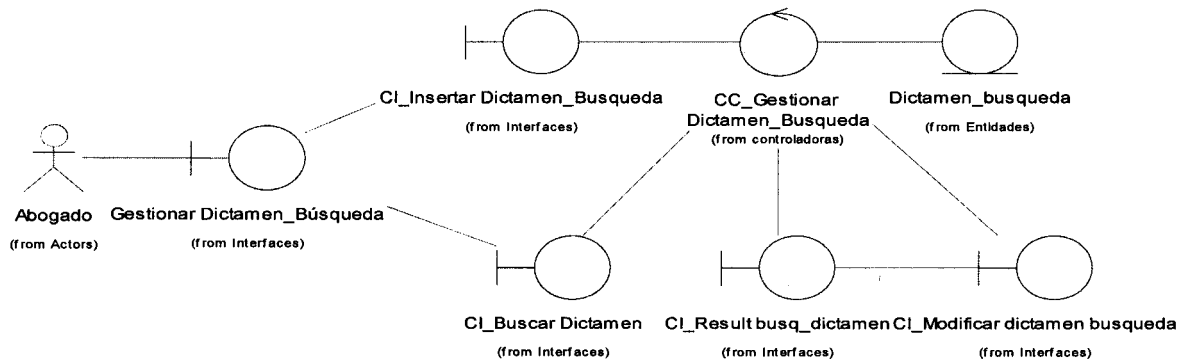 CI_Insertar Dictamen_Busqueda
(from Interfaces)
CC_Gestionar
Dictamen_Busqueda
(from controladoras)
Dictamen_busqueda
(from Entidades)
Abogado
(from Actors)
Gestionar Dictamen_Búsqueda
(from Interfaces)
CI_Buscar Dictamen
(from Interfaces)
CI_Result busq_dictamen
(from Interfaces)
CI_Modificar dictamen busqueda
(from Interfaces)